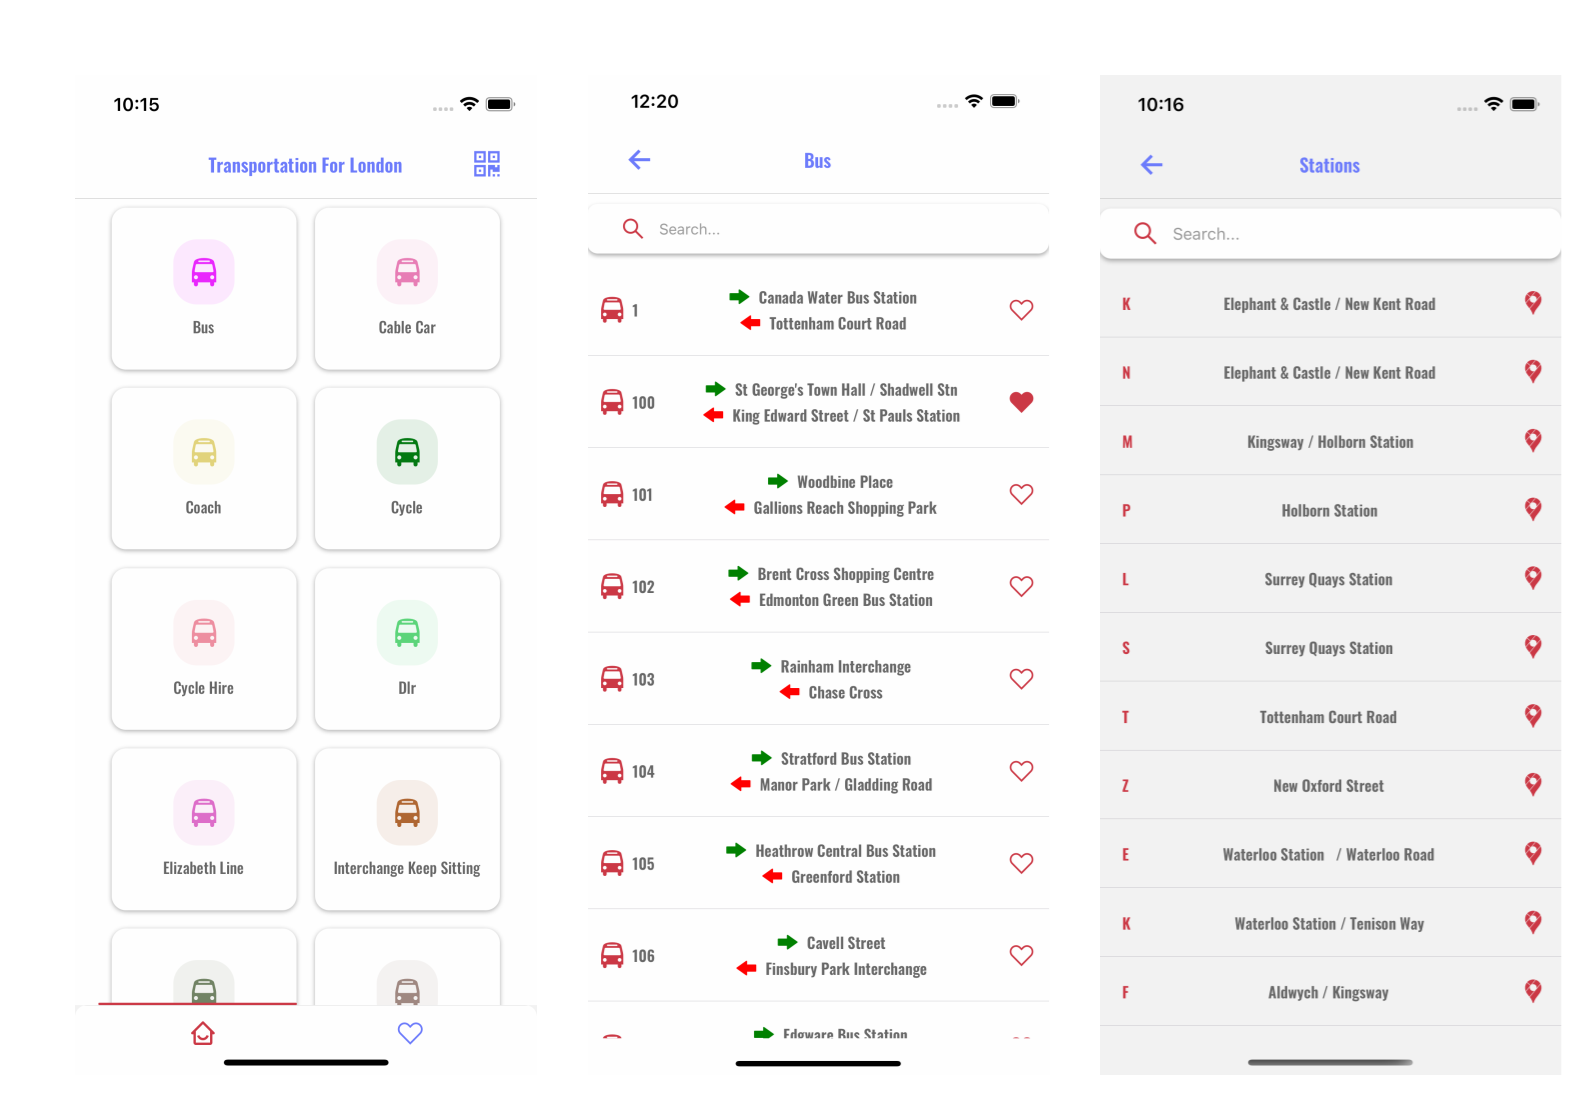 10:15
Transportation For London
Bus
Cable Car
Coach
Cycle
Cycle Hire
Dlr
Elizabeth Line
Interchange Keep Sitting
12:20
Bus
Search...
1
Canada Water Bus Station
Tottenham Court Road
100
St George's Town Hall / Shadwell Stn
King Edward Street / St Pauls Station
101
Woodbine Place
Gallions Reach Shopping Park
102
Brent Cross Shopping Centre
Edmonton Green Bus Station
103
Rainham Interchange
Chase Cross
104
Stratford Bus Station
Manor Park / Gladding Road
105
Heathrow Central Bus Station
Greenford Station
106
Cavell Street
Finsbury Park Interchange
Edgware Bus Station
10:16
Stations
Search...
K Elephant & Castle / New Kent Road
N Elephant & Castle / New Kent Road
M Kingsway / Holborn Station
P Holborn Station
L Surrey Quays Station
S Surrey Quays Station
T Tottenham Court Road
Z New Oxford Street
E Waterloo Station / Waterloo Road
K Waterloo Station / Tenison Way
F Aldwych / Kingsway